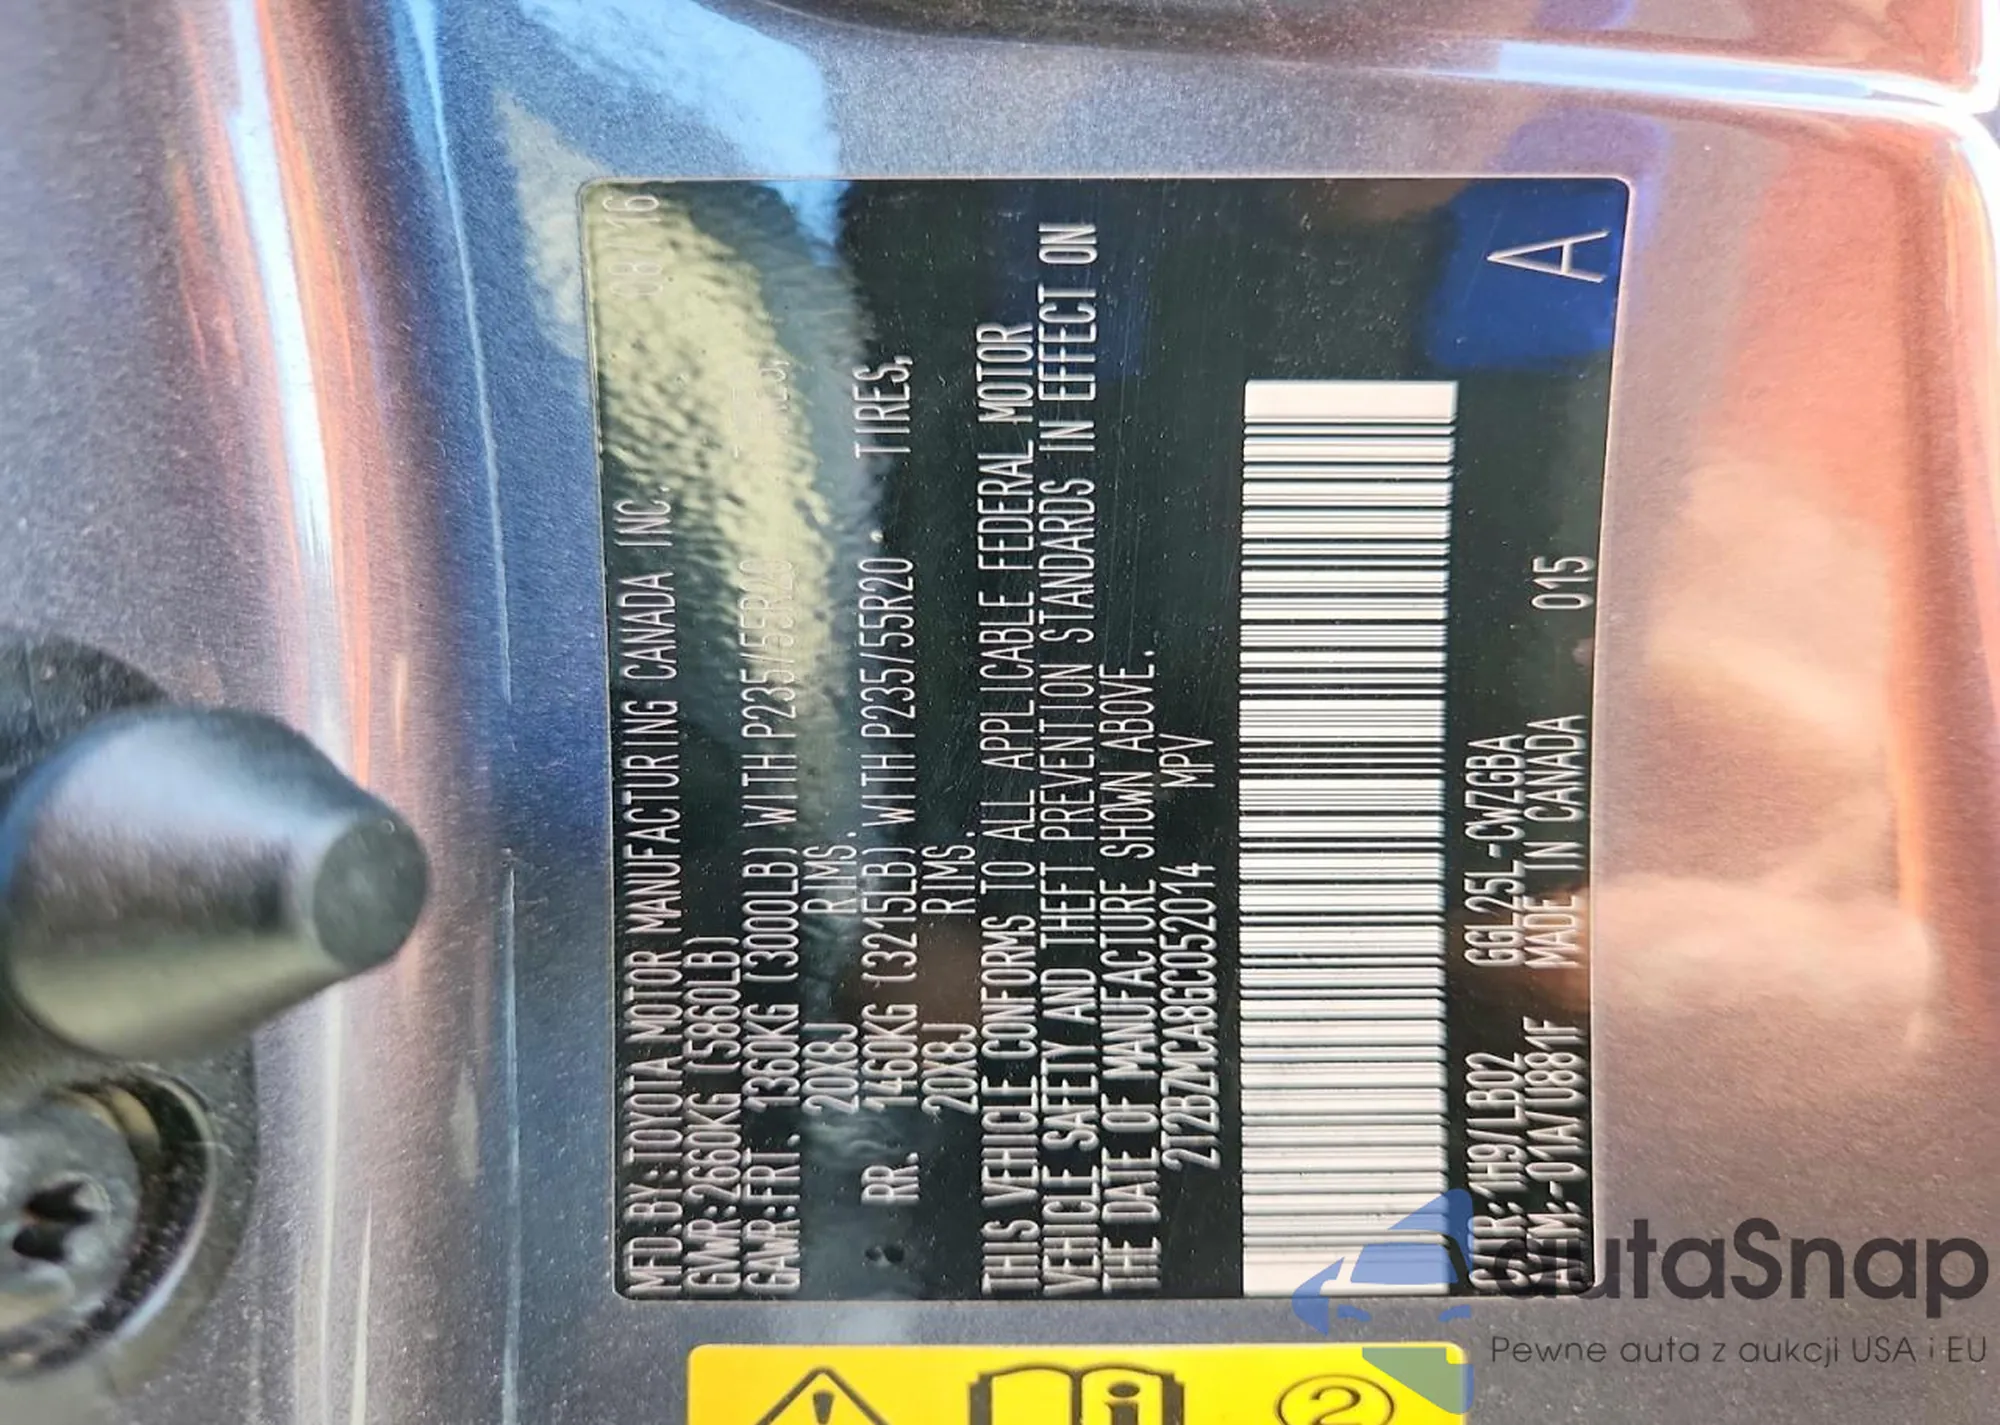 MFD.BY:TOYOTA MOTOR MANUFACTURING CANADA INC. 08/16
GVWR:2660KG (5860LB)
GAWR:FRT. 1360KG (3000LB) WITH P235/55R20 TIRES,
20X8J RIMS.
RR. 1460KG (3215LB) WITH P235/55R20 . TIRES,
20X8J RIMS.
THIS VEHICLE CONFORMS TO ALL APPLICABLE FEDERAL MOTOR
VEHICLE SAFETY AND THEFT PREVENTION STANDARDS IN EFFECT ON
THE DATE OF MANUFACTURE SHOWN ABOVE.
2T2BZMCA8GC052014 MPV
C/TR:1H9/LB02 GGL25L-CWZGBA
A/TM:-01A/U881F MADE IN CANADA 015
A
2
autaSnap
Pewne auta z aukcji USA i EU